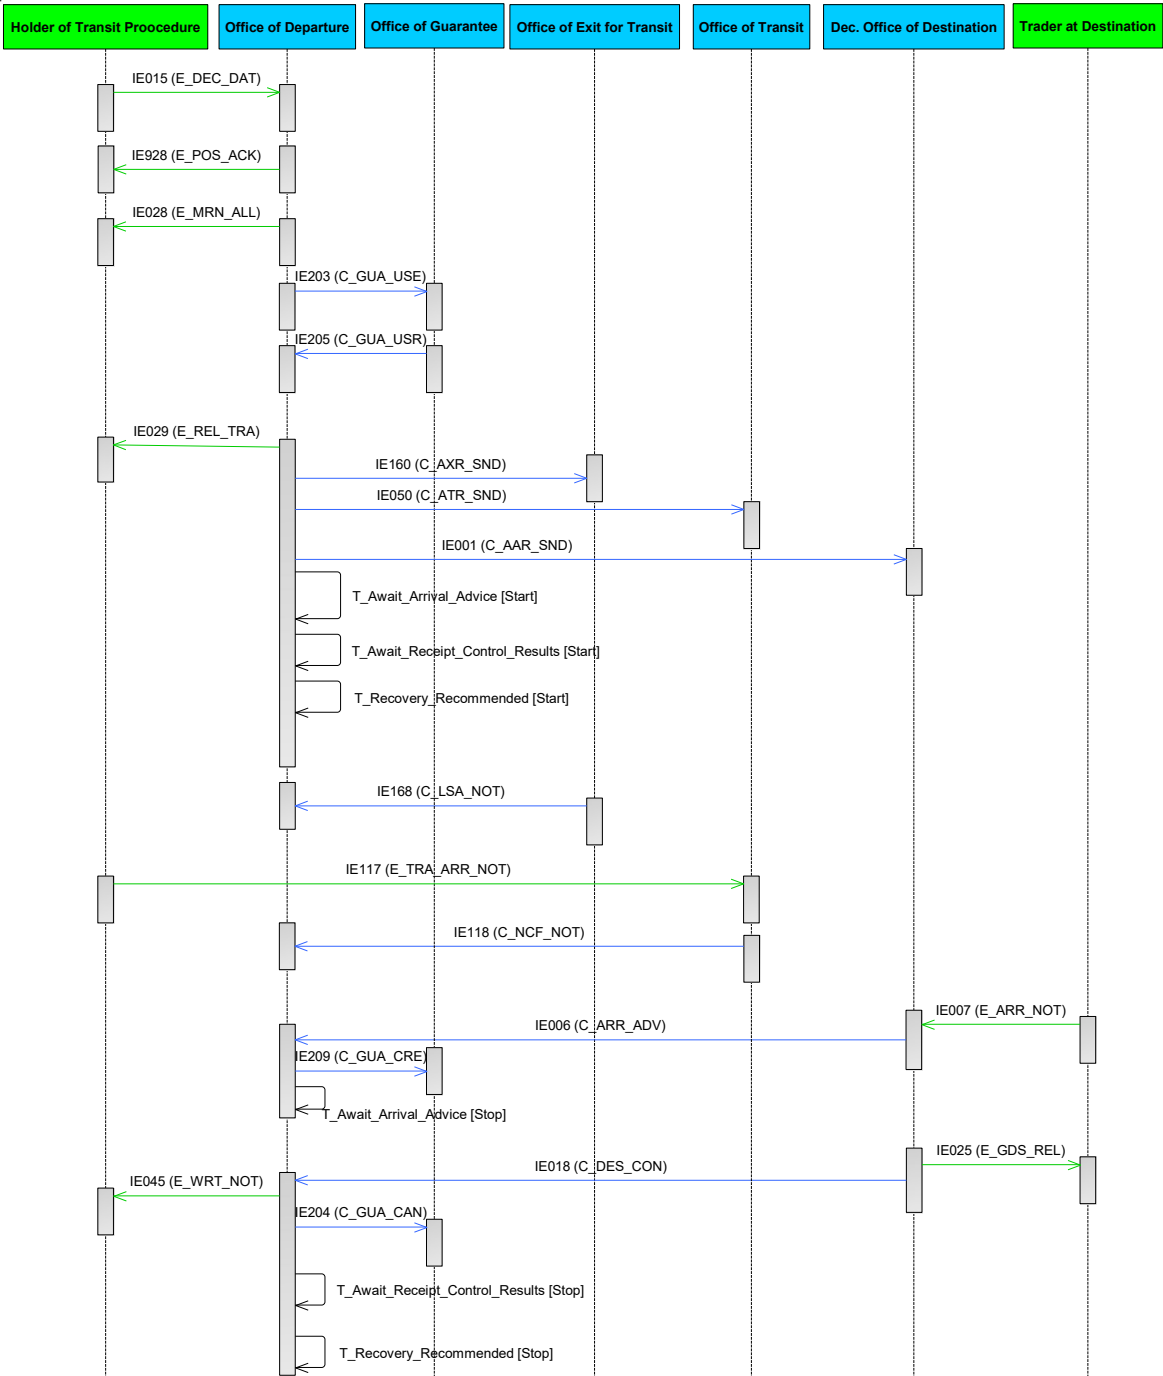 Holder of Transit Proocedure
Office of Departure
Office of Guarantee
Office of Exit for Transit
Office of Transit
Dec. Office of Destination
Trader at Destination
IE015 (E_DEC_DAT)
IE928 (E_POS_ACK)
IE028 (E_MRN_ALL)
IE203 (C_GUA_USE)
IE205 (C_GUA_USR)
IE029 (E_REL_TRA)
IE160 (C_AXR_SND)
IE050 (C_ATR_SND)
IE001 (C_AAR_SND)
T_Await_Arrival_Advice [Start]
T_Await_Receipt_Control_Results [Start]
T_Recovery_Recommended [Start]
IE168 (C_LSA_NOT)
IE117 (E_TRA_ARR_NOT)
IE118 (C_NCF_NOT)
IE007 (E_ARR_NOT)
IE006 (C_ARR_ADV)
IE209 (C_GUA_CRE)
T_Await_Arrival_Advice [Stop]
IE025 (E_GDS_REL)
IE018 (C_DES_CON)
IE045 (E_WRT_NOT)
IE204 (C_GUA_CAN)
T_Await_Receipt_Control_Results [Stop]
T_Recovery_Recommended [Stop]